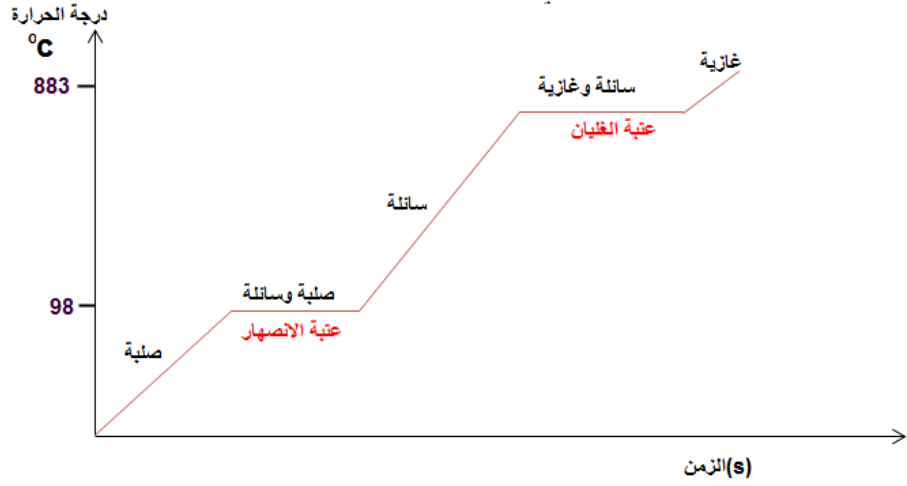 درجة الحرارة
°C
883
غازية
سائلة وغازية
عتبة الغليان
سائلة
98
صلبة وسائلة
عتبة الانصهار
صلبة
الزمن(s)